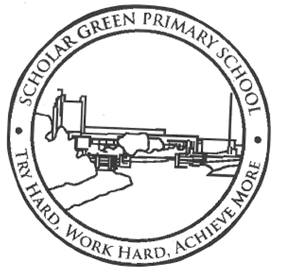 SCHOLAR GREEN PRIMARY SCHOOL
TRY HARD, WORK HARD, ACHIEVE MORE